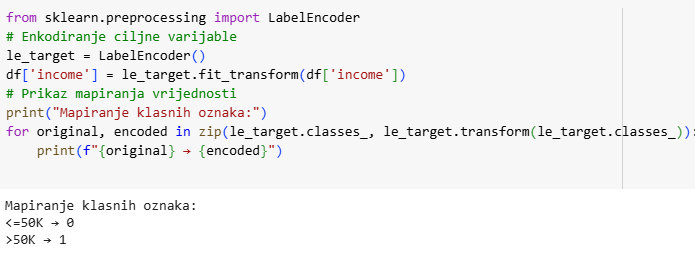 from sklearn.preprocessing import LabelEncoder
# Enkodiranje ciljne varijable
le_target = LabelEncoder()
df['income'] = le_target.fit_transform(df['income'])
# Prikaz mapiranja vrijednosti
print("Mapiranje klasnih oznaka:")
for original, encoded in zip(le_target.classes_, le_target.transform(le_target.classes_)):
    print(f"{original} → {encoded}")
Mapiranje klasnih oznaka:
<=50K → 0
>50K → 1